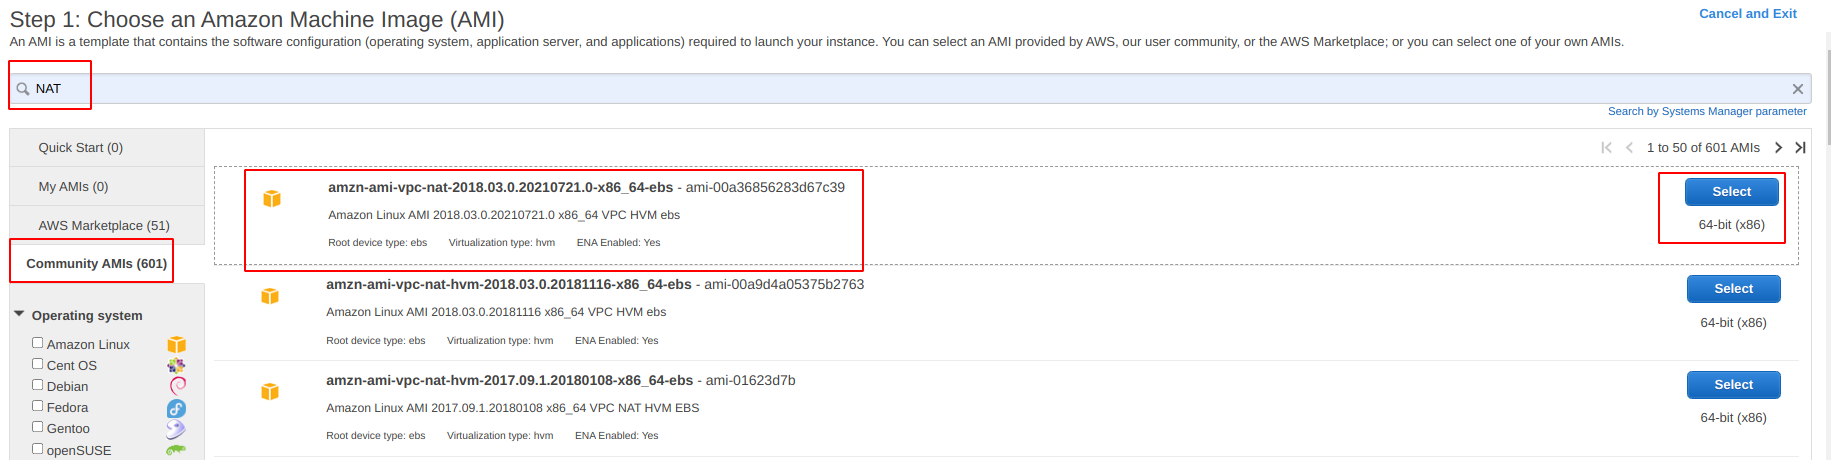 Step 1: Choose an Amazon Machine Image (AMI)
Cancel and Exit
An AMI is a template that contains the software configuration (operating system, application server, and applications) required to launch your instance. You can select an AMI provided by AWS, our user community, or the AWS Marketplace; or you can select one of your own AMIs.
NAT
Search by Systems Manager parameter
Quick Start (0)
My AMIs (0)
AWS Marketplace (51)
Community AMIs (601)
Operating system
Amazon Linux
Cent OS
Debian
Fedora
Gentoo
openSUSE
1 to 50 of 601 AMIs
amzn-ami-vpc-nat-2018.03.0.20210721.0-x86_64-ebs - ami-00a36856283d67c39
Amazon Linux AMI 2018.03.0.20210721.0 x86_64 VPC HVM ebs
Root device type: ebs Virtualization type: hvm ENA Enabled: Yes
Select
64-bit (x86)
amzn-ami-vpc-nat-hvm-2018.03.0.20181116-x86_64-ebs - ami-00a9d4a05375b2763
Amazon Linux AMI 2018.03.0.20181116 x86_64 VPC HVM ebs
Root device type: ebs Virtualization type: hvm ENA Enabled: Yes
Select
64-bit (x86)
amzn-ami-vpc-nat-hvm-2017.09.1.20180108-x86_64-ebs - ami-01623d7b
Amazon Linux AMI 2017.09.1.20180108 x86_64 VPC NAT HVM EBS
Root device type: ebs Virtualization type: hvm ENA Enabled: Yes
Select
64-bit (x86)